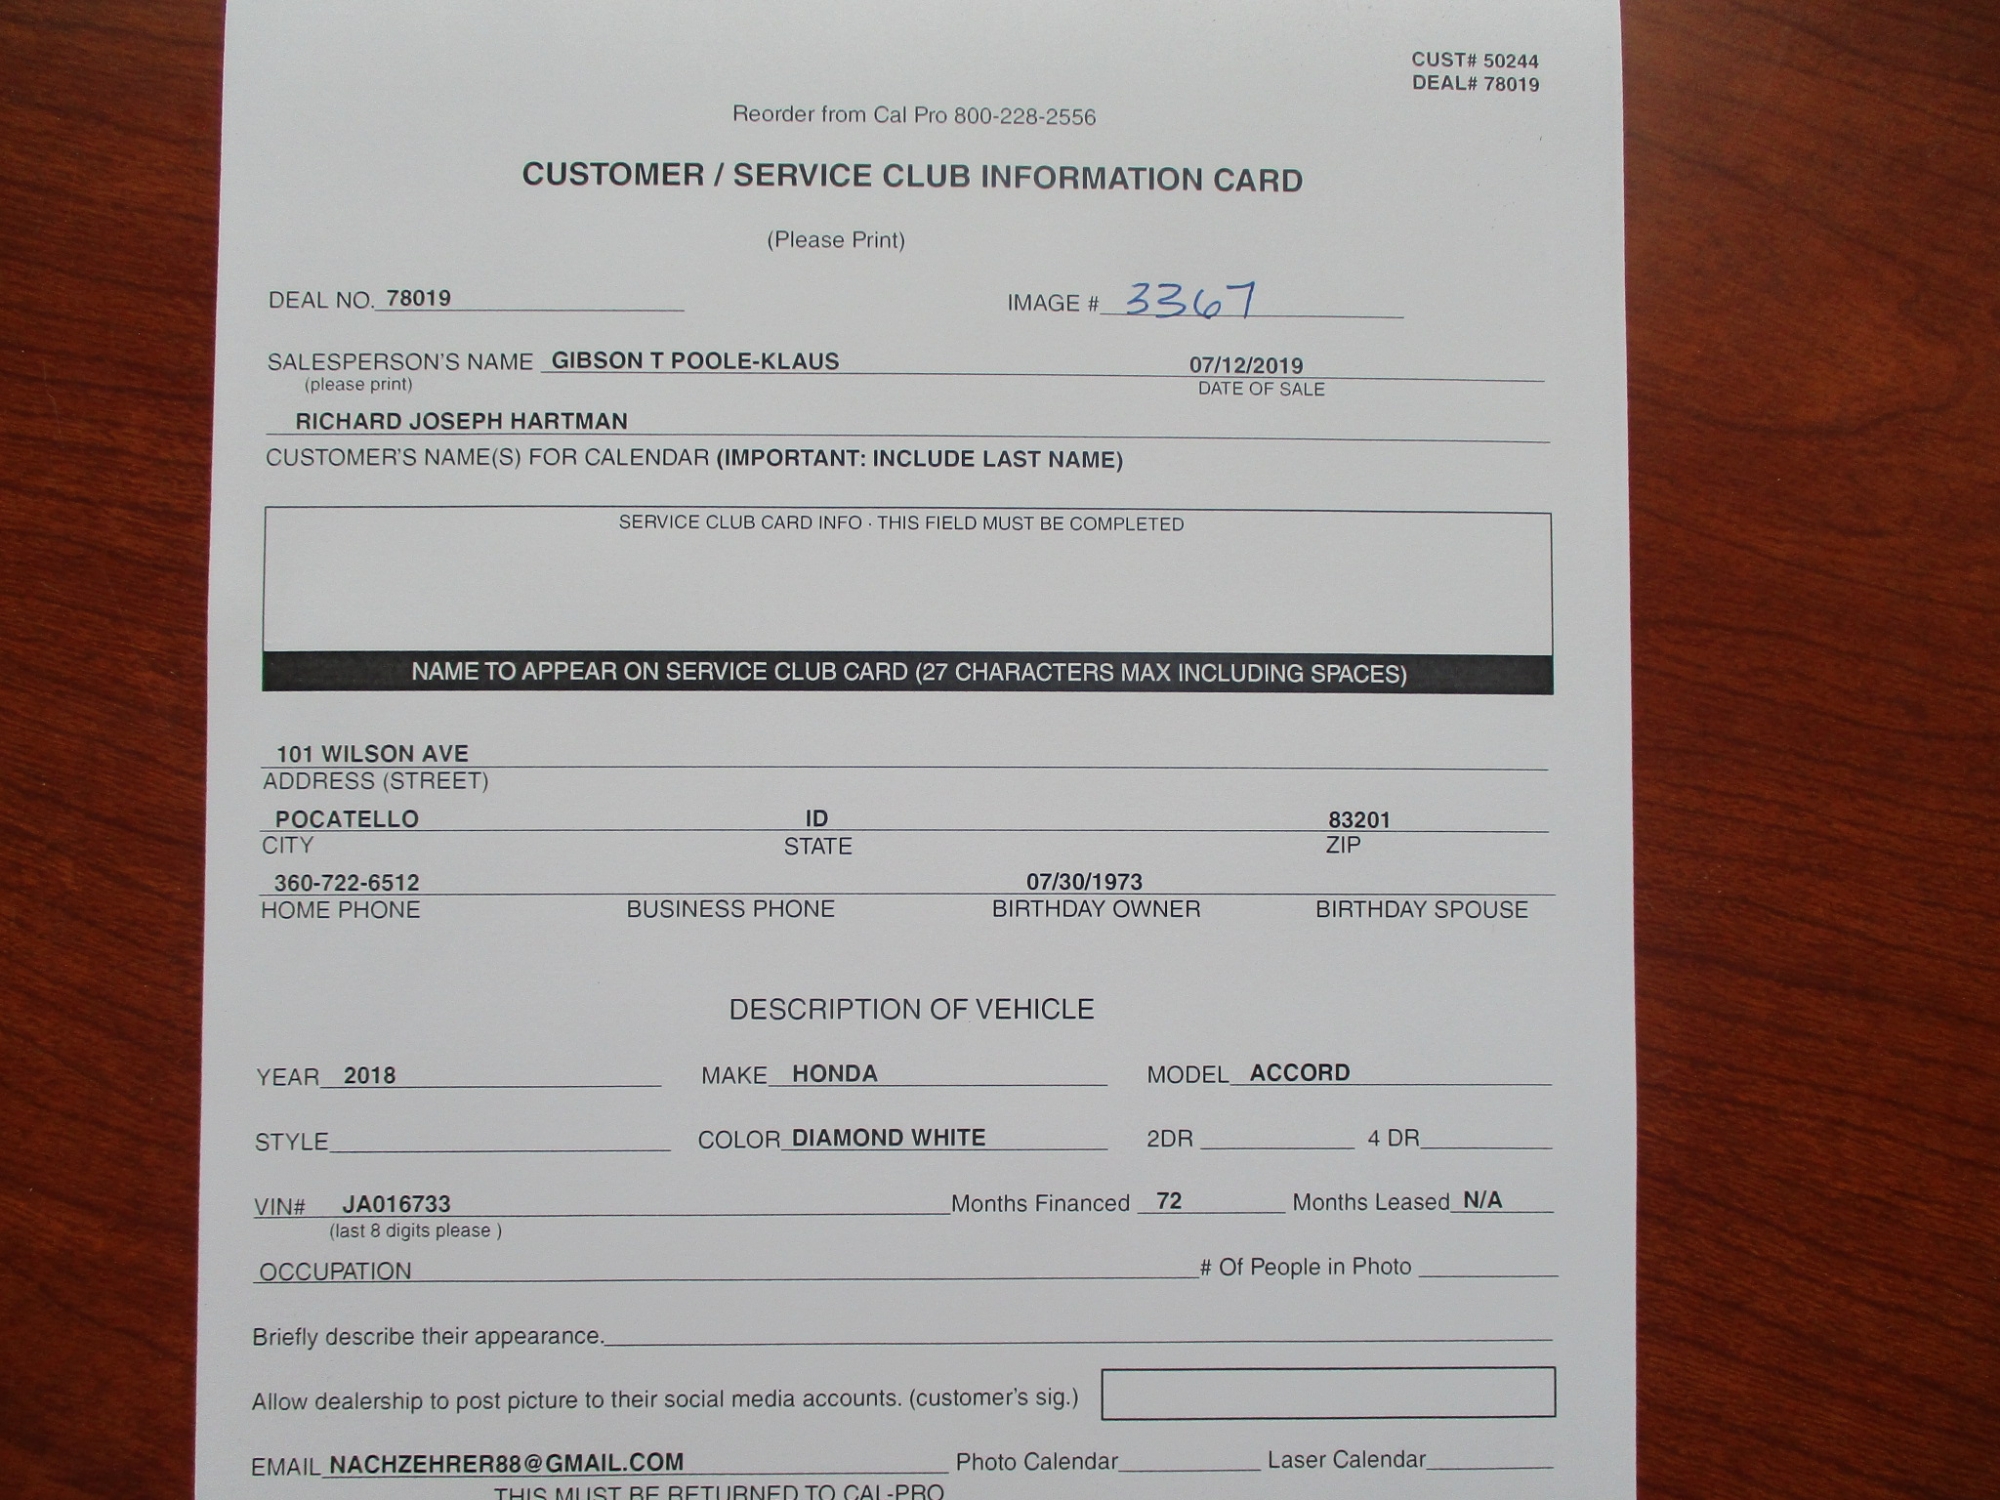 CUST# 50244
DEAL# 78019
Reorder from Cal Pro 800-228-2556
CUSTOMER / SERVICE CLUB INFORMATION CARD
(Please Print)
DEAL NO. 78019 IMAGE # 3367
SALESPERSON'S NAME GIBSON T POOLE-KLAUS 07/12/2019
(please print) DATE OF SALE
RICHARD JOSEPH HARTMAN
CUSTOMER'S NAME(S) FOR CALENDAR (IMPORTANT: INCLUDE LAST NAME)
SERVICE CLUB CARD INFO · THIS FIELD MUST BE COMPLETED
NAME TO APPEAR ON SERVICE CLUB CARD (27 CHARACTERS MAX INCLUDING SPACES)
101 WILSON AVE
ADDRESS (STREET)
POCATELLO ID 83201
CITY STATE ZIP
360-722-6512 07/30/1973
HOME PHONE BUSINESS PHONE BIRTHDAY OWNER BIRTHDAY SPOUSE
DESCRIPTION OF VEHICLE
YEAR 2018 MAKE HONDA MODEL ACCORD
STYLE COLOR DIAMOND WHITE 2DR 4 DR
VIN# JA016733 Months Financed 72 Months Leased N/A
(last 8 digits please )
OCCUPATION # Of People in Photo
Briefly describe their appearance.
Allow dealership to post picture to their social media accounts. (customer's sig.)
EMAIL NACHZEHRER88@GMAIL.COM Photo Calendar Laser Calendar
THIS MUST BE RETURNED TO CAL-PRO